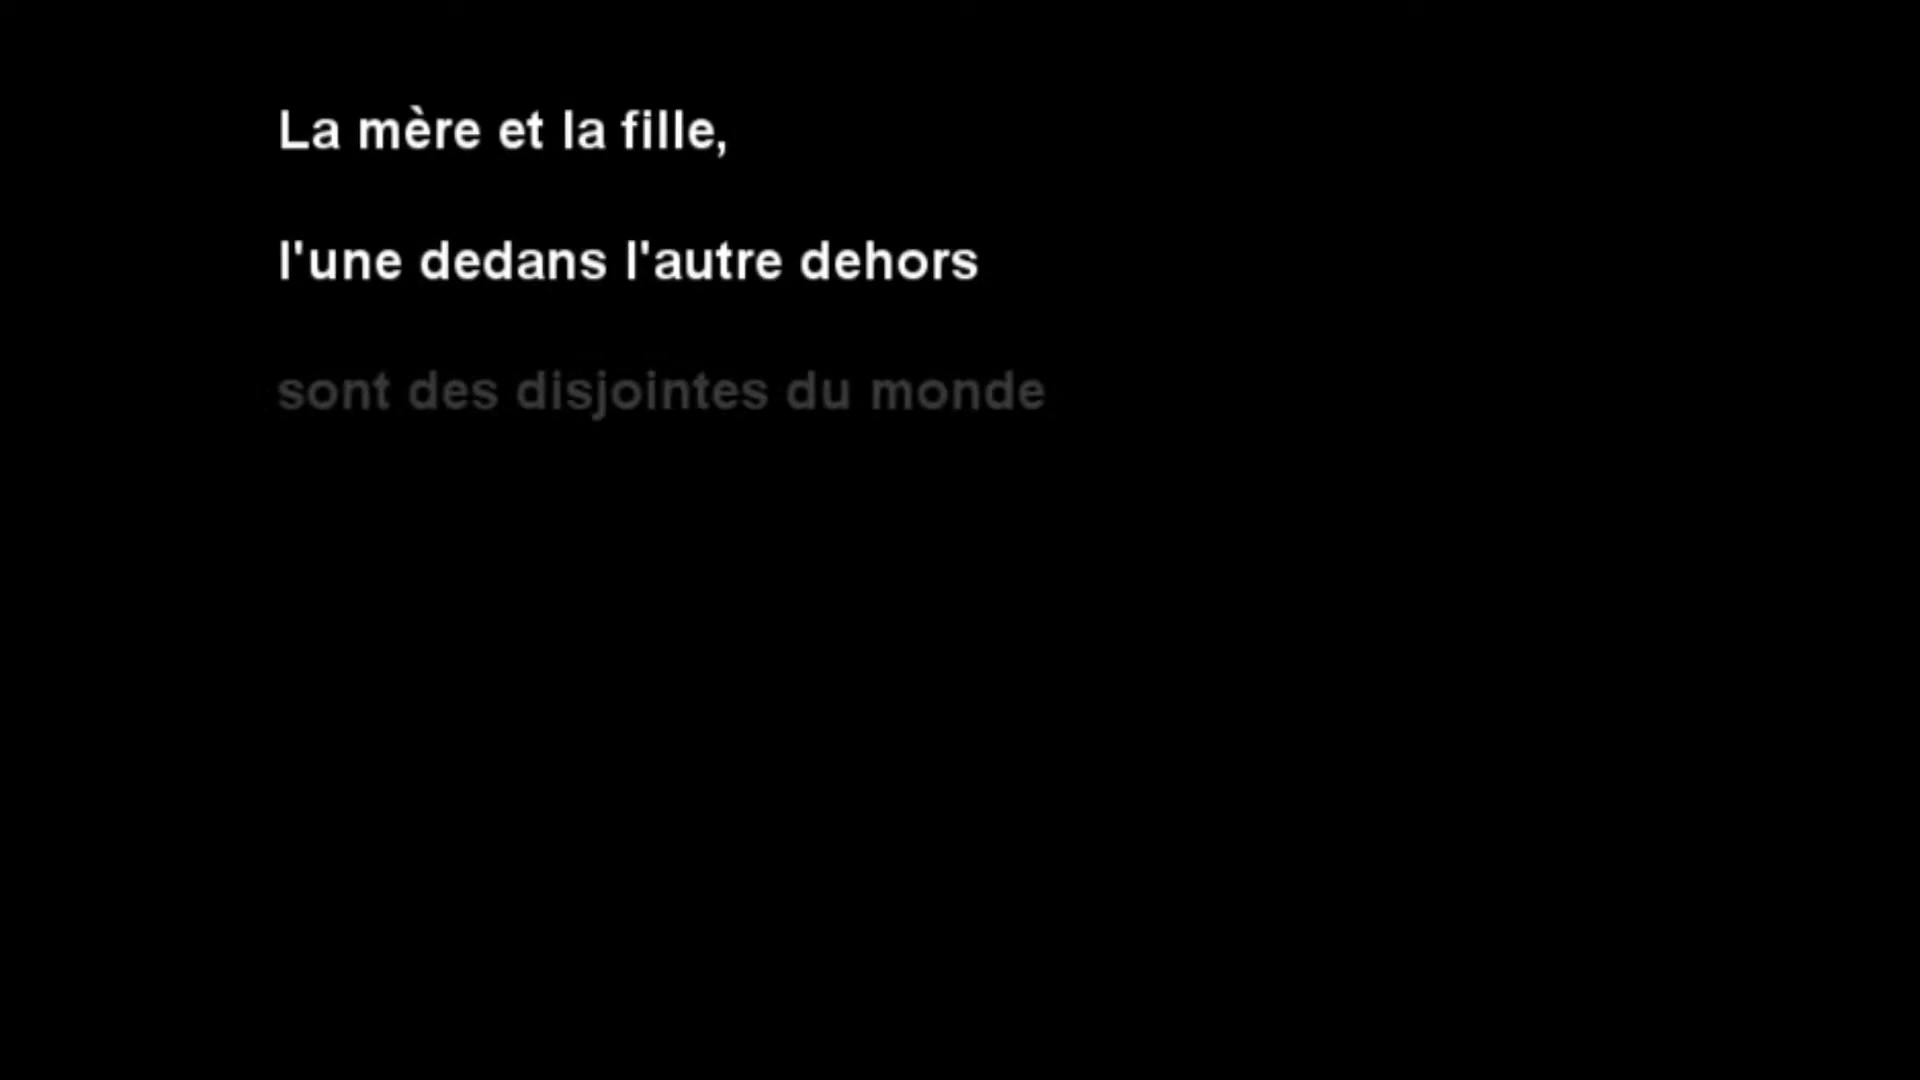 La mère et la fille,
l'une dedans l'autre dehors
sont des disjointes du monde